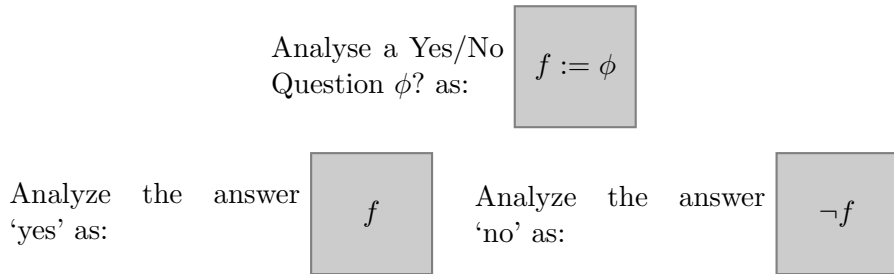 Analyse a Yes/No
Question ϕ? as:
f := ϕ
Analyze the answer
‘yes’ as:
f
Analyze the answer
‘no’ as:
¬f